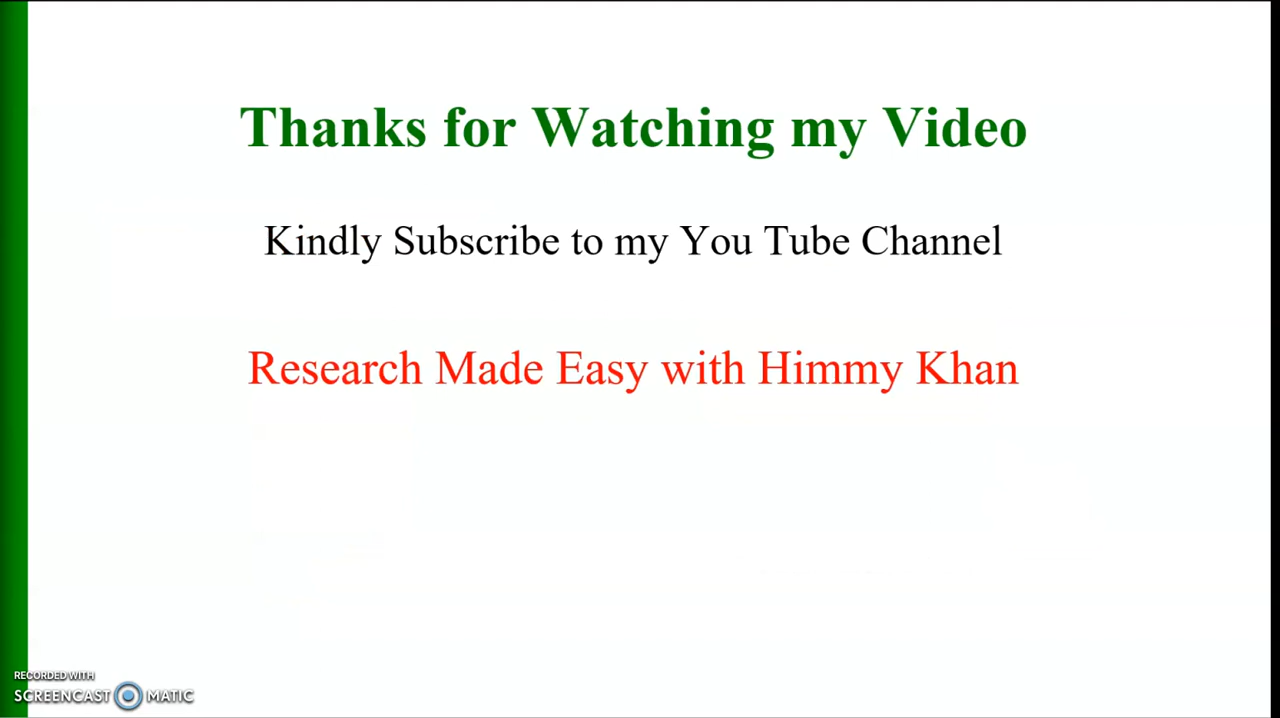 Thanks for Watching my Video
Kindly Subscribe to my You Tube Channel
Research Made Easy with Himmy Khan
RECORDED WITH
SCREENCAST MATIC